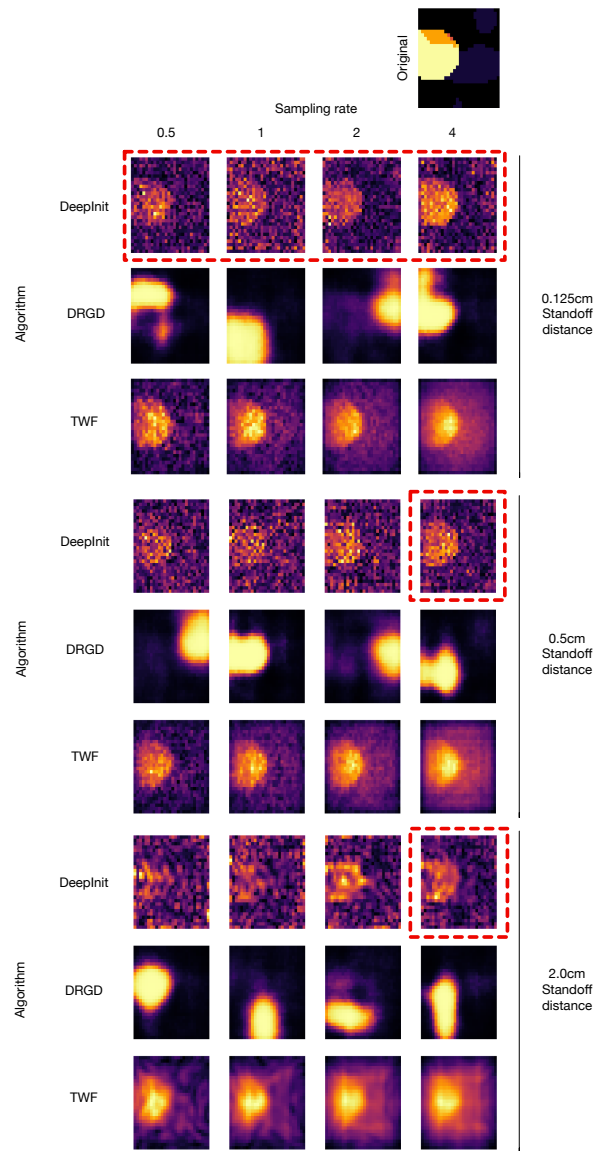 Original
Sampling rate
0.5 1 2 4
Algorithm
DeepInit
DRGD
TWF
0.125cm
Standoff
distance
Algorithm
DeepInit
DRGD
TWF
0.5cm
Standoff
distance
Algorithm
DeepInit
DRGD
TWF
2.0cm
Standoff
distance